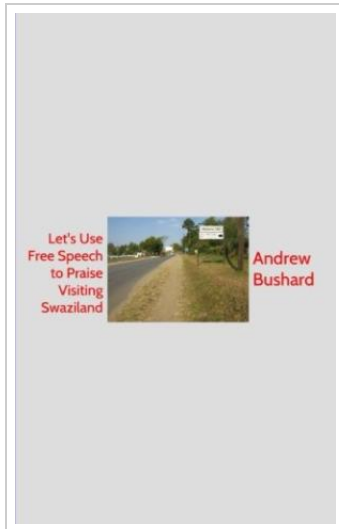 Let's Use
Free Speech
to Praise
Visiting
Swaziland
Andrew
Bushard